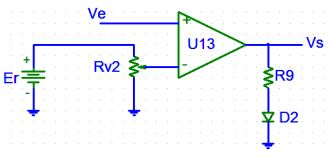 Ve
+
U13
Vs
+
Er
-
Rv2
-
R9
D2